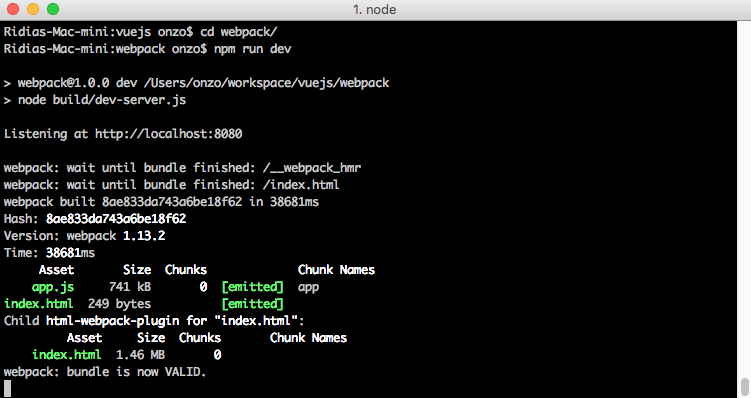 1. node
Ridias-Mac-mini:vuejs onzo$ cd webpack/
Ridias-Mac-mini:webpack onzo$ npm run dev
> webpack@1.0.0 dev /Users/onzo/workspace/vuejs/webpack
> node build/dev-server.js
Listening at http://localhost:8080
webpack: wait until bundle finished: /__webpack_hmr
webpack: wait until bundle finished: /index.html
webpack built 8ae833da743a6be18f62 in 38681ms
Hash: 8ae833da743a6be18f62
Version: webpack 1.13.2
Time: 38681ms
Asset Size Chunks Chunk Names
app.js 741 kB 0 [emitted] app
index.html 249 bytes [emitted]
Child html-webpack-plugin for "index.html":
Asset Size Chunks Chunk Names
index.html 1.46 MB 0
webpack: bundle is now VALID.